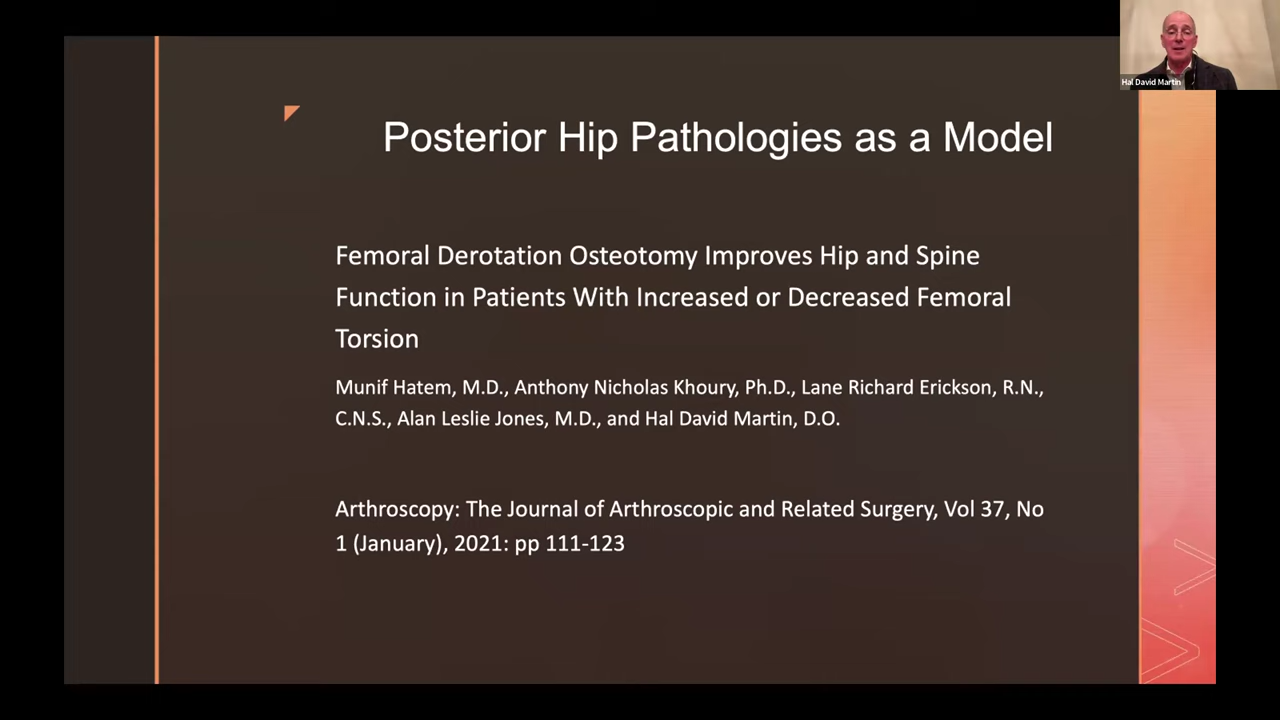 Hal David Martin
Posterior Hip Pathologies as a Model
Femoral Derotation Osteotomy Improves Hip and Spine
Function in Patients With Increased or Decreased Femoral
Torsion
Munif Hatem, M.D., Anthony Nicholas Khoury, Ph.D., Lane Richard Erickson, R.N.,
C.N.S., Alan Leslie Jones, M.D., and Hal David Martin, D.O.
Arthroscopy: The Journal of Arthroscopic and Related Surgery, Vol 37, No
1 (January), 2021: pp 111-123